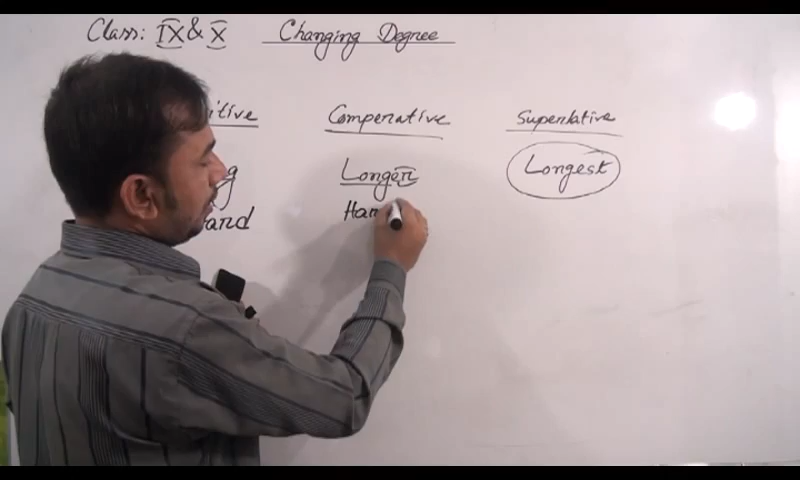 Class: IX & X Changing Degree
itive Comperative Superlative
g Longer Longest
ard Har